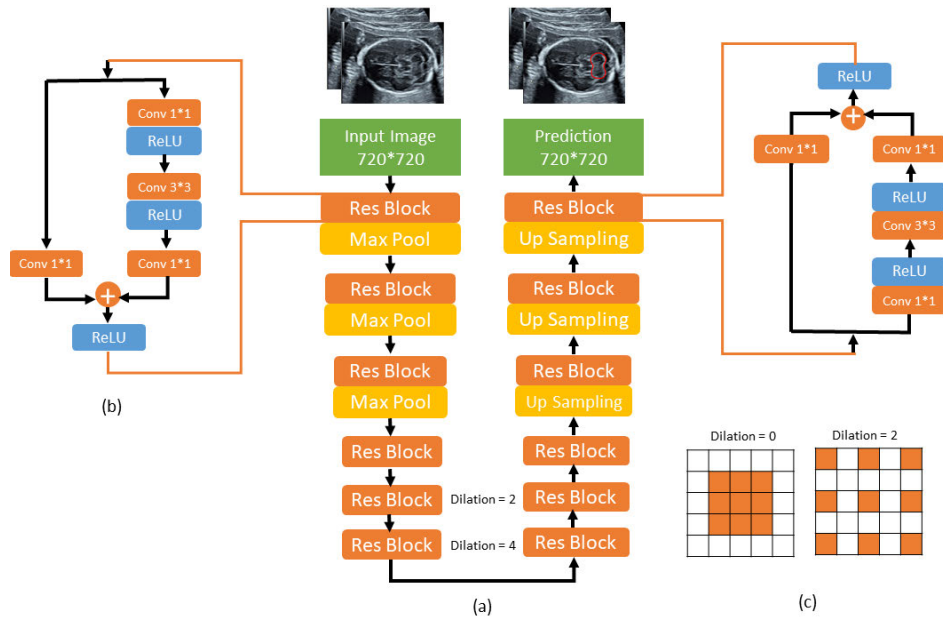 Conv 1*1
ReLU
Conv 3*3
ReLU
Conv 1*1
Conv 1*1
+
ReLU
(b)
Input Image
720*720
Res Block
Max Pool
Res Block
Max Pool
Res Block
Max Pool
Res Block
Res Block
Dilation = 2
Res Block
Dilation = 4
Prediction
720*720
Res Block
Up Sampling
Res Block
Up Sampling
Res Block
Up Sampling
Res Block
Res Block
Res Block
(a)
ReLU
+
Conv 1*1
Conv 1*1
ReLU
Conv 3*3
ReLU
Conv 1*1
Dilation = 0
Dilation = 2
(c)